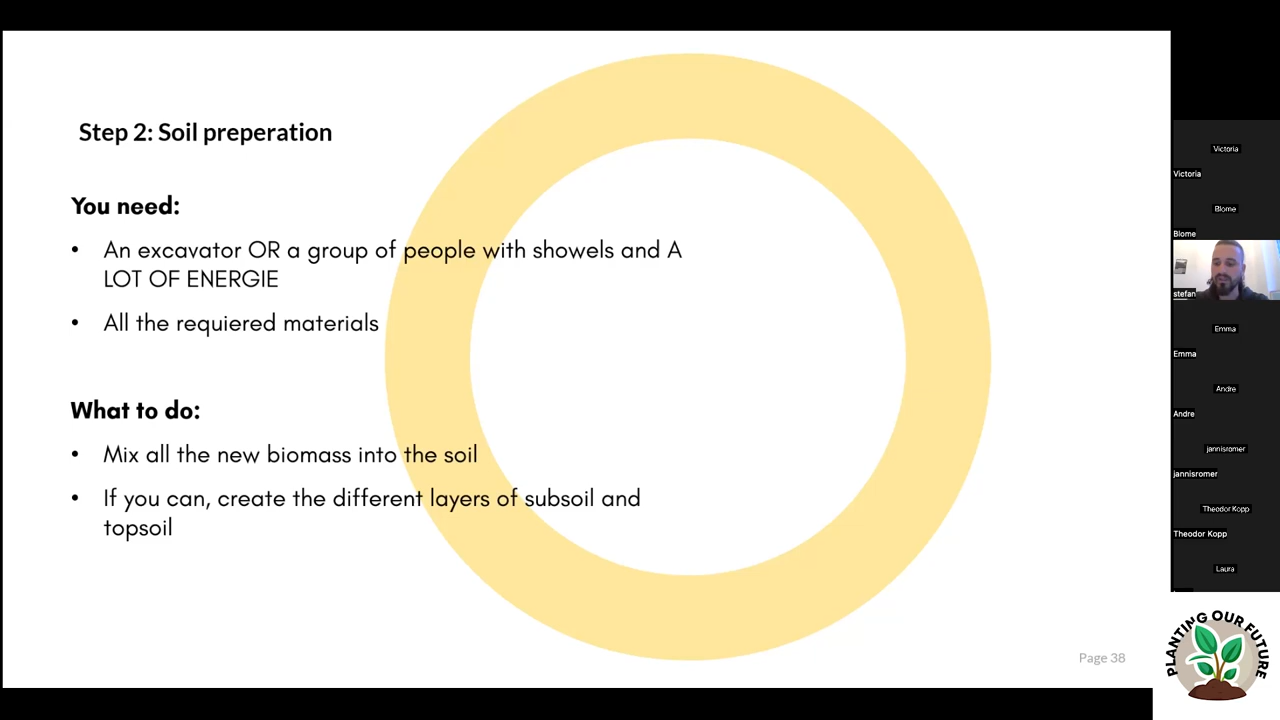 Step 2: Soil preperation
You need:
• An excavator OR a group of people with showels and A
LOT OF ENERGIE
• All the requiered materials
What to do:
• Mix all the new biomass into the soil
• If you can, create the different layers of subsoil and
topsoil
Page 38
Victoria
Victoria
Blome
Blome
stefan
Emma
Emma
Andre
Andre
jannisromer
jannisromer
Theodor Kopp
Theodor Kopp
Laura
PLANTING OUR FUTURE